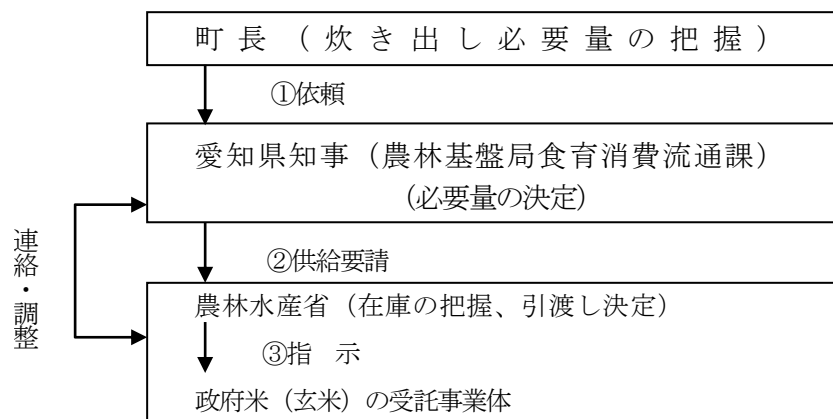 町長（炊き出し必要量の把握）
①依頼
愛知県知事（農林基盤局食育消費流通課）
（必要量の決定）
連絡・調整
②供給要請
農林水産省（在庫の把握、引渡し決定）
③指　示
政府米（玄米）の受託事業体